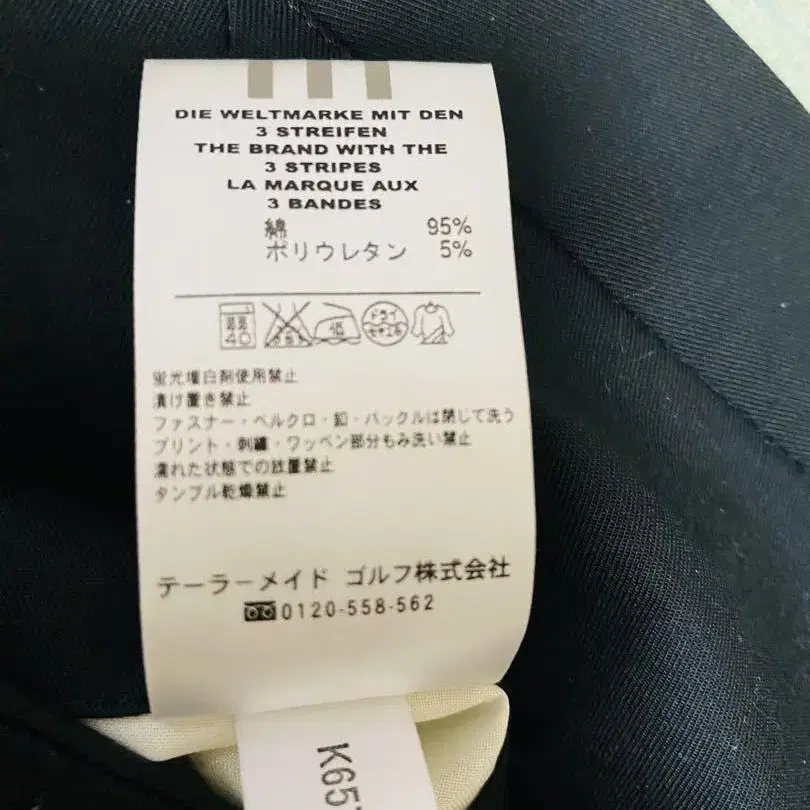 DIE WELTMARKE MIT DEN
3 STREIFEN
THE BRAND WITH THE
3 STRIPES
LA MARQUE AUX
3 BANDES
綿 95%
ポリウレタン 5%
40 低 ドライ
蛍光増白剤使用禁止
漬け置き禁止
ファスナー・ベルクロ・釦・バックルは閉じて洗う
プリント・刺繍・ワッペン部分もみ洗い禁止
濡れた状態での放置禁止
タンブル乾燥禁止
テーラーメイド ゴルフ株式会社
0120-558-562
K657